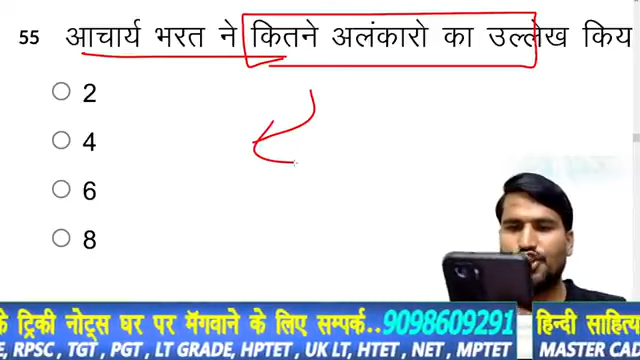 55 आचार्य भरत ने कितने अलंकारो का उल्लेख किय
2
4
6
8
के ट्रिकी नोट्स घर पर मॅगवाने के लिए सम्पर्क..9098609291 हिन्दी साहित्य
E, RPSC, TGT, PGT, LT GRADE, HPTET, UK LT, HTET, NET, MPTET MASTER CA